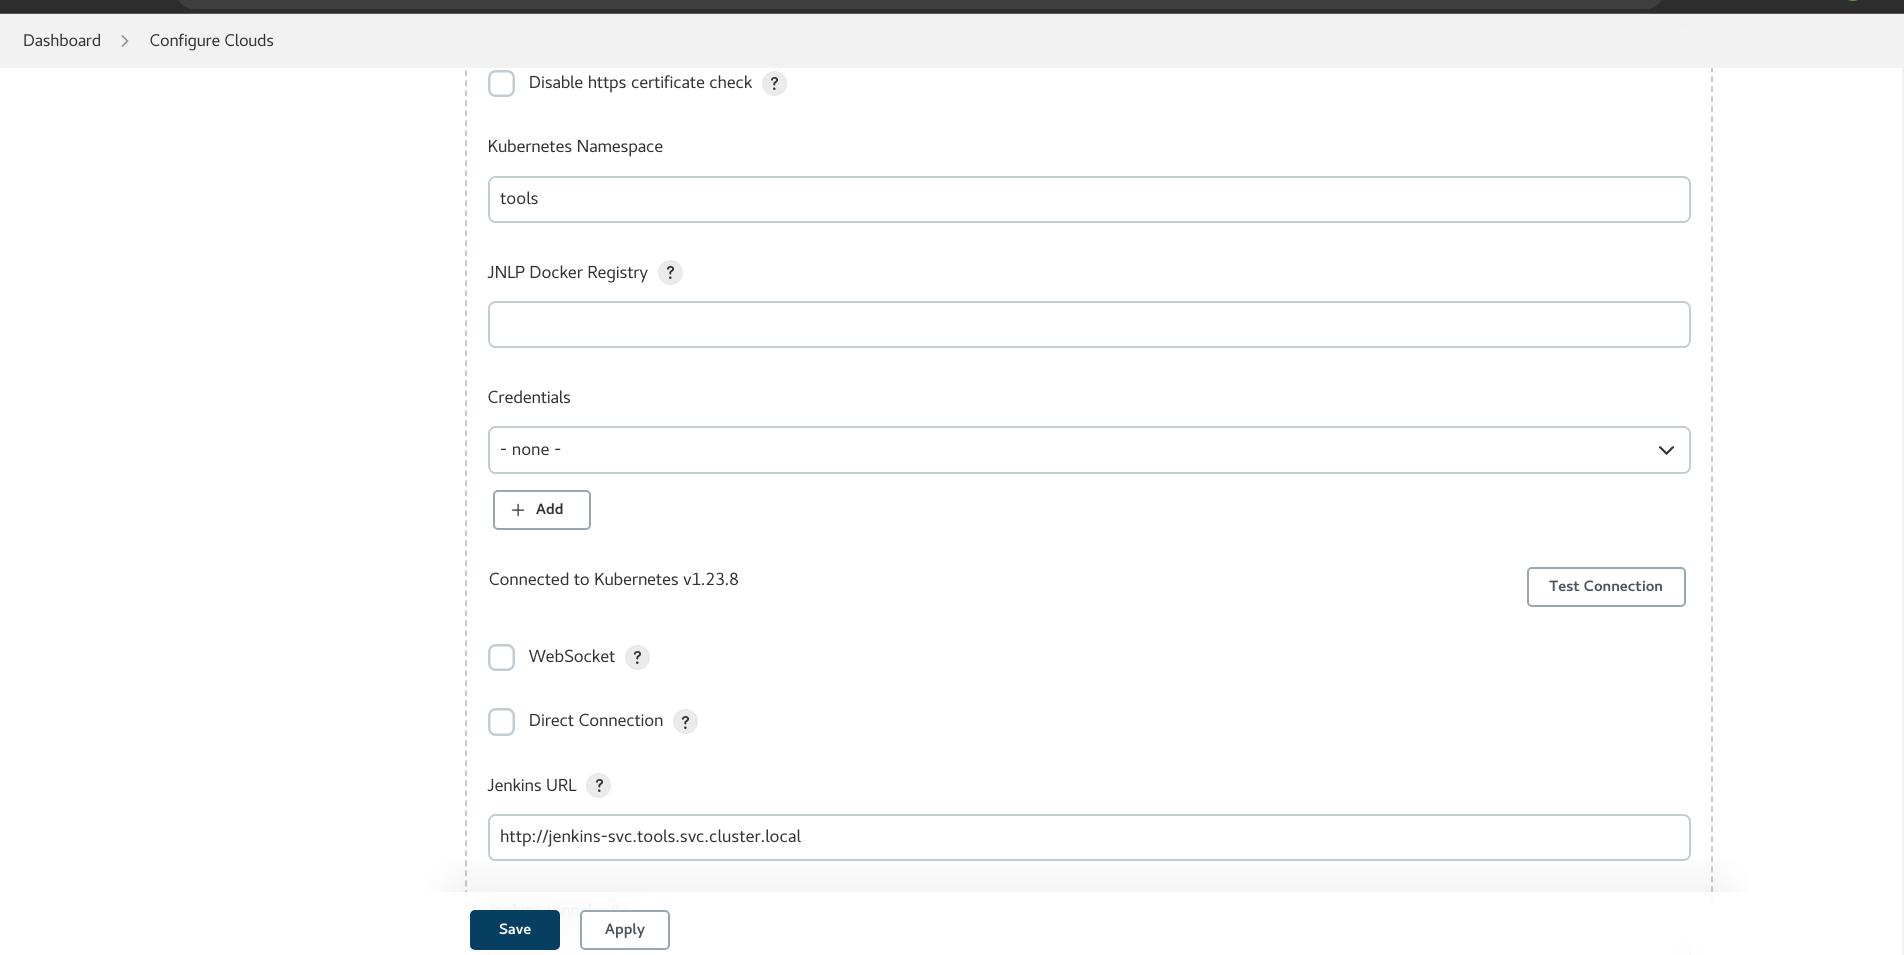 Dashboard > Configure Clouds
Disable https certificate check ?
Kubernetes Namespace
tools
JNLP Docker Registry ?
Credentials
- none -
+ Add
Connected to Kubernetes v1.23.8
Test Connection
WebSocket ?
Direct Connection ?
Jenkins URL ?
http://jenkins-svc.tools.svc.cluster.local
Save Apply